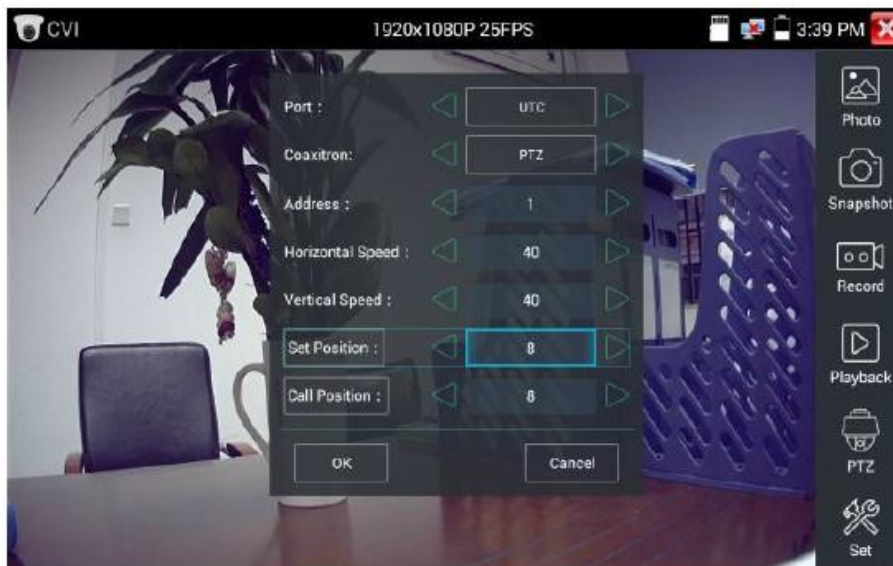 CVI 1920x1080P 25FPS 3:39 PM
Port : UTC
Coaxitron: PTZ
Address : 1
Horizontal Speed : 40
Vertical Speed : 40
Set Position : 8
Call Position : 8
OK Cancel
Photo
Snapshot
Record
Playback
PTZ
Set